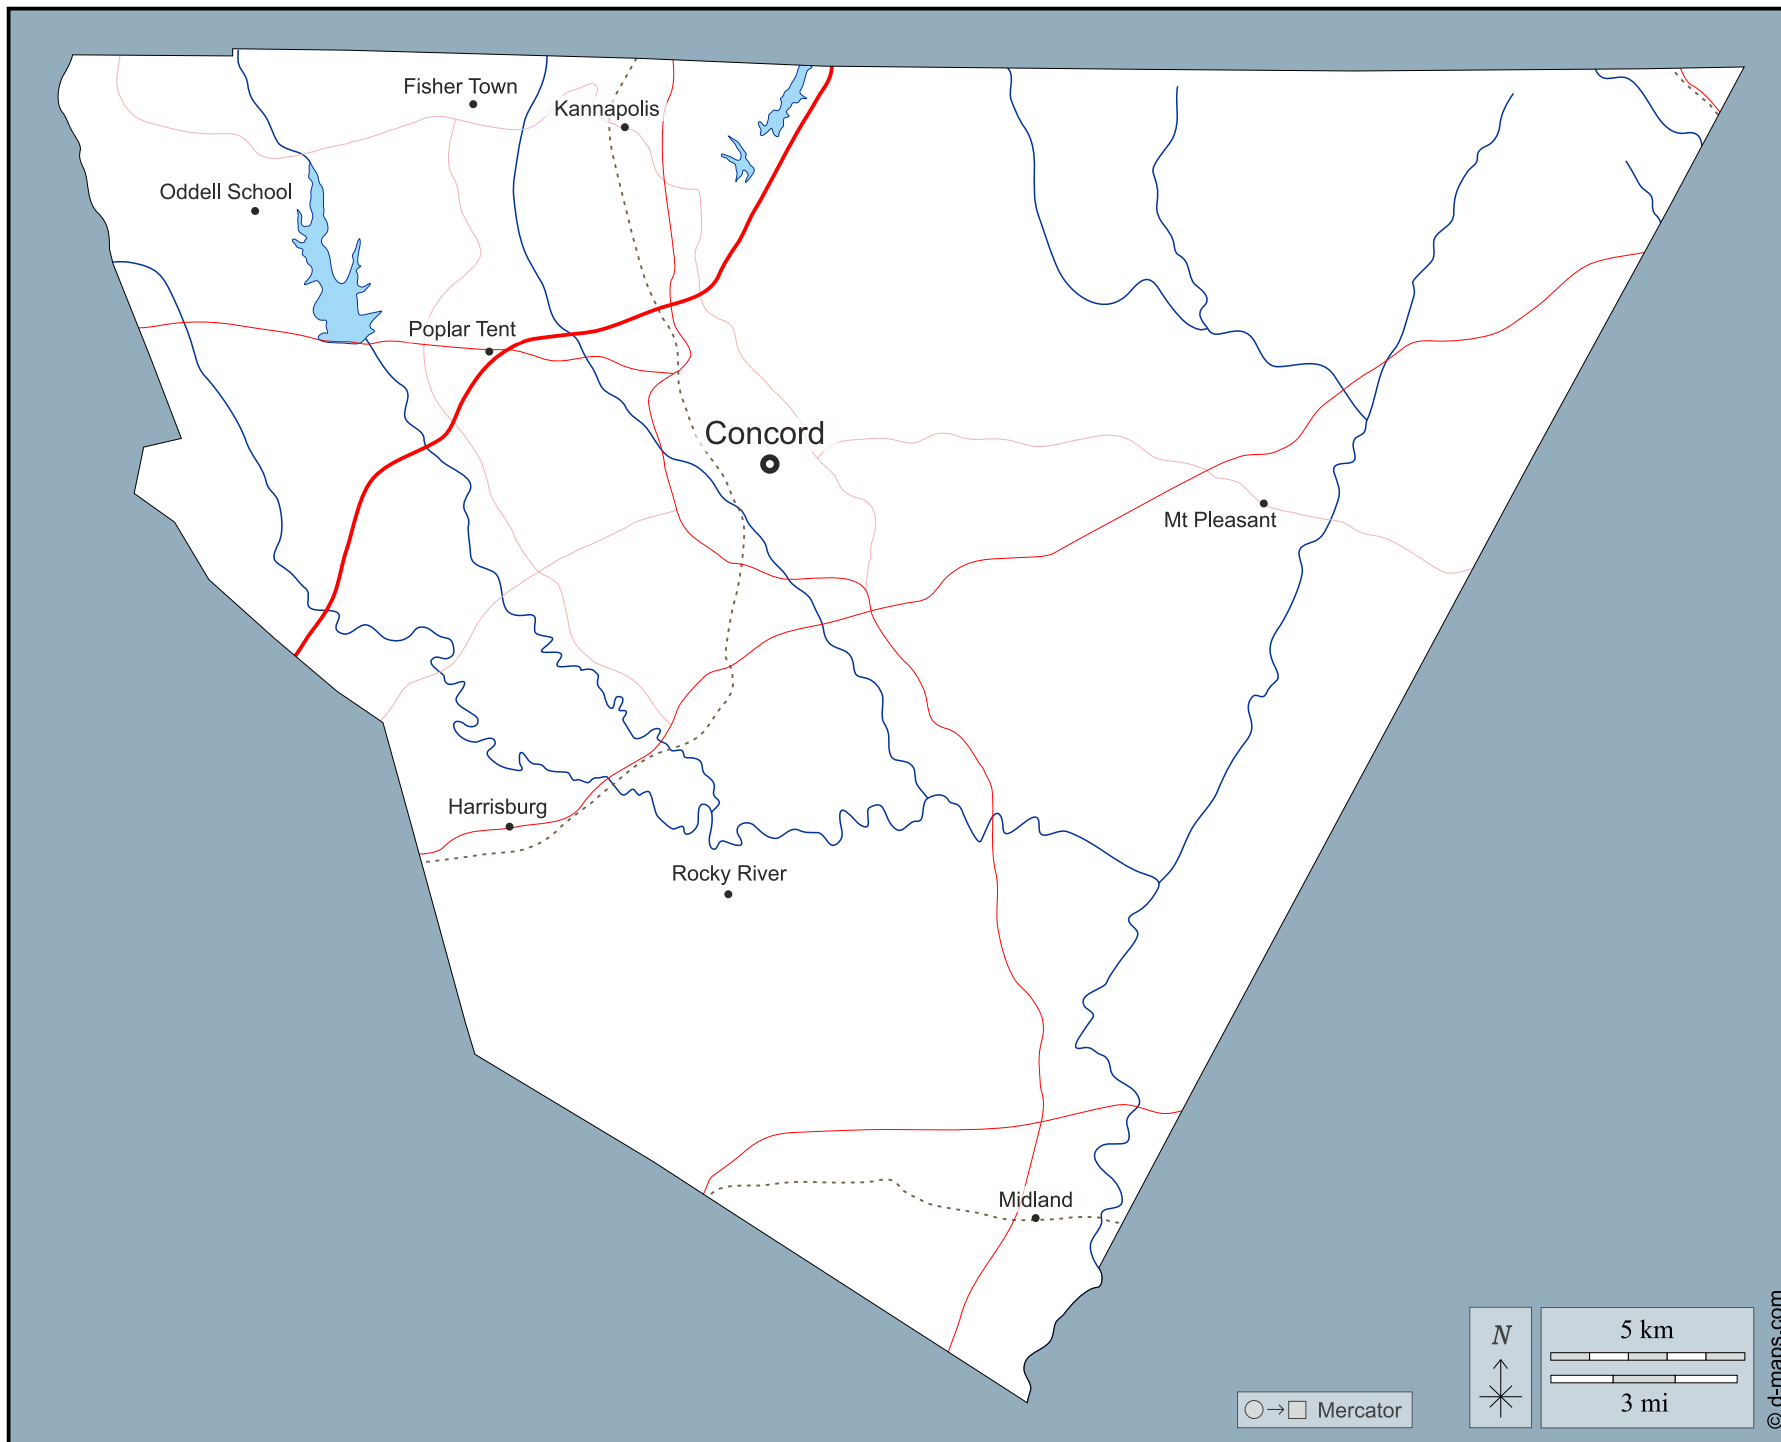 Fisher Town
Kannapolis
Oddell School
Poplar Tent
Concord
Mt Pleasant
Harrisburg
Rocky River
Midland
N
5 km
3 mi
Mercator
© d-maps.com